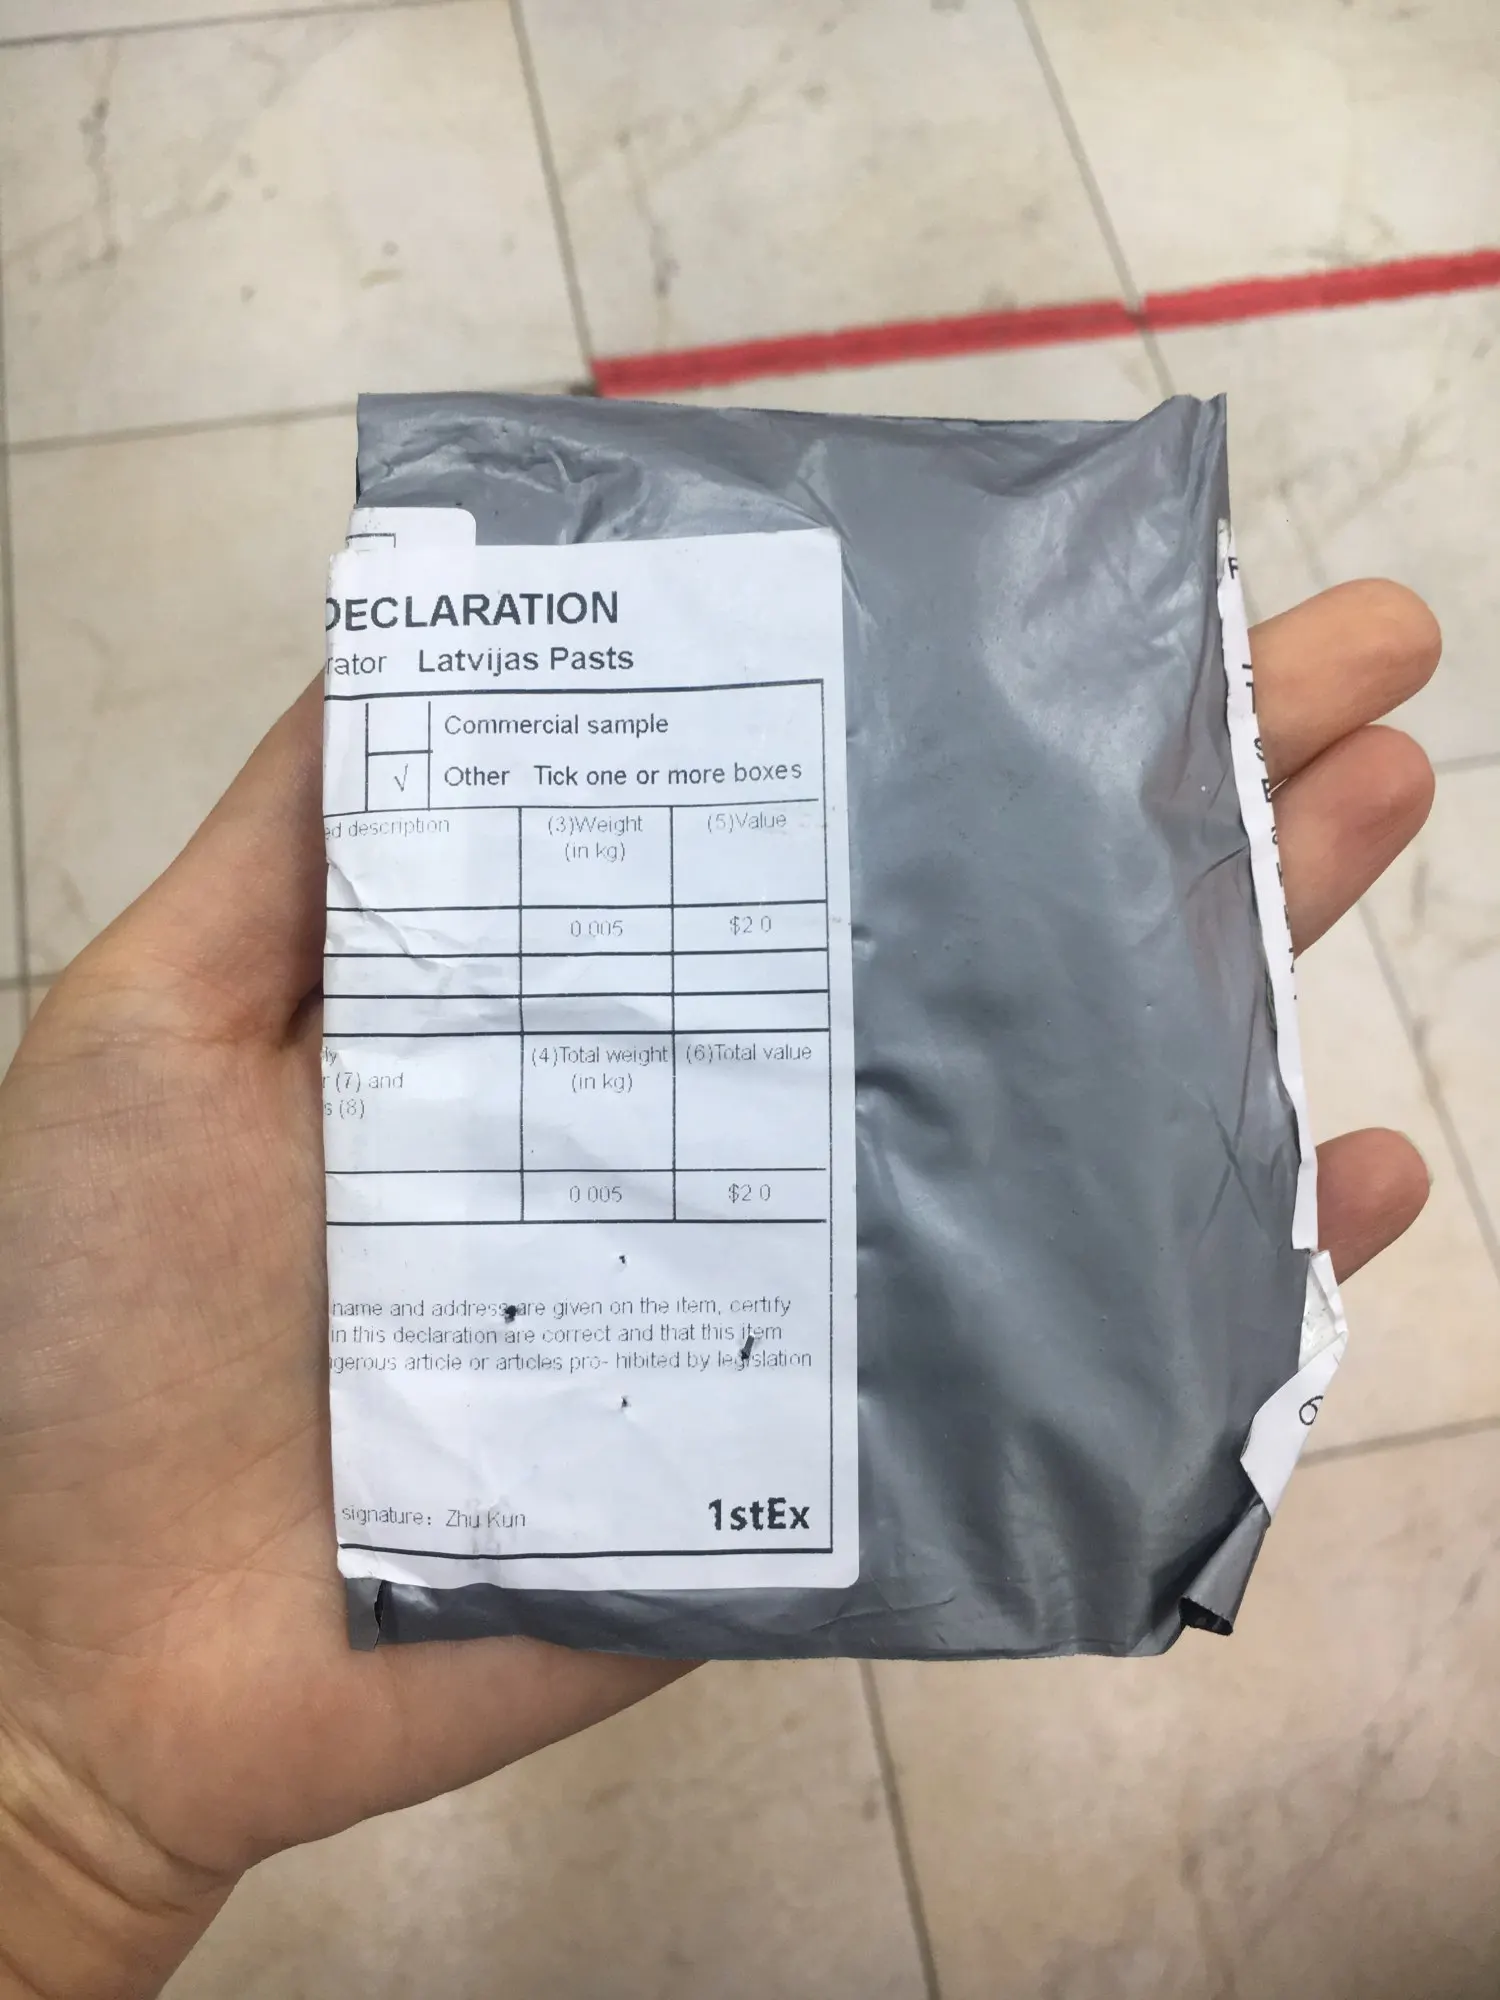 DECLARATION
rator Latvijas Pasts
Commercial sample
√ Other Tick one or more boxes
ed description (3)Weight (5)Value
(in kg)
0.005 $2.0
ly (4)Total weight (6)Total value
r (7) and (in kg)
s (8)
0.005 $2.0
name and address are given on the item, certify
in this declaration are correct and that this item
gerous article or articles pro- hibited by legislation
signature: Zhu Kun 1stEx
6